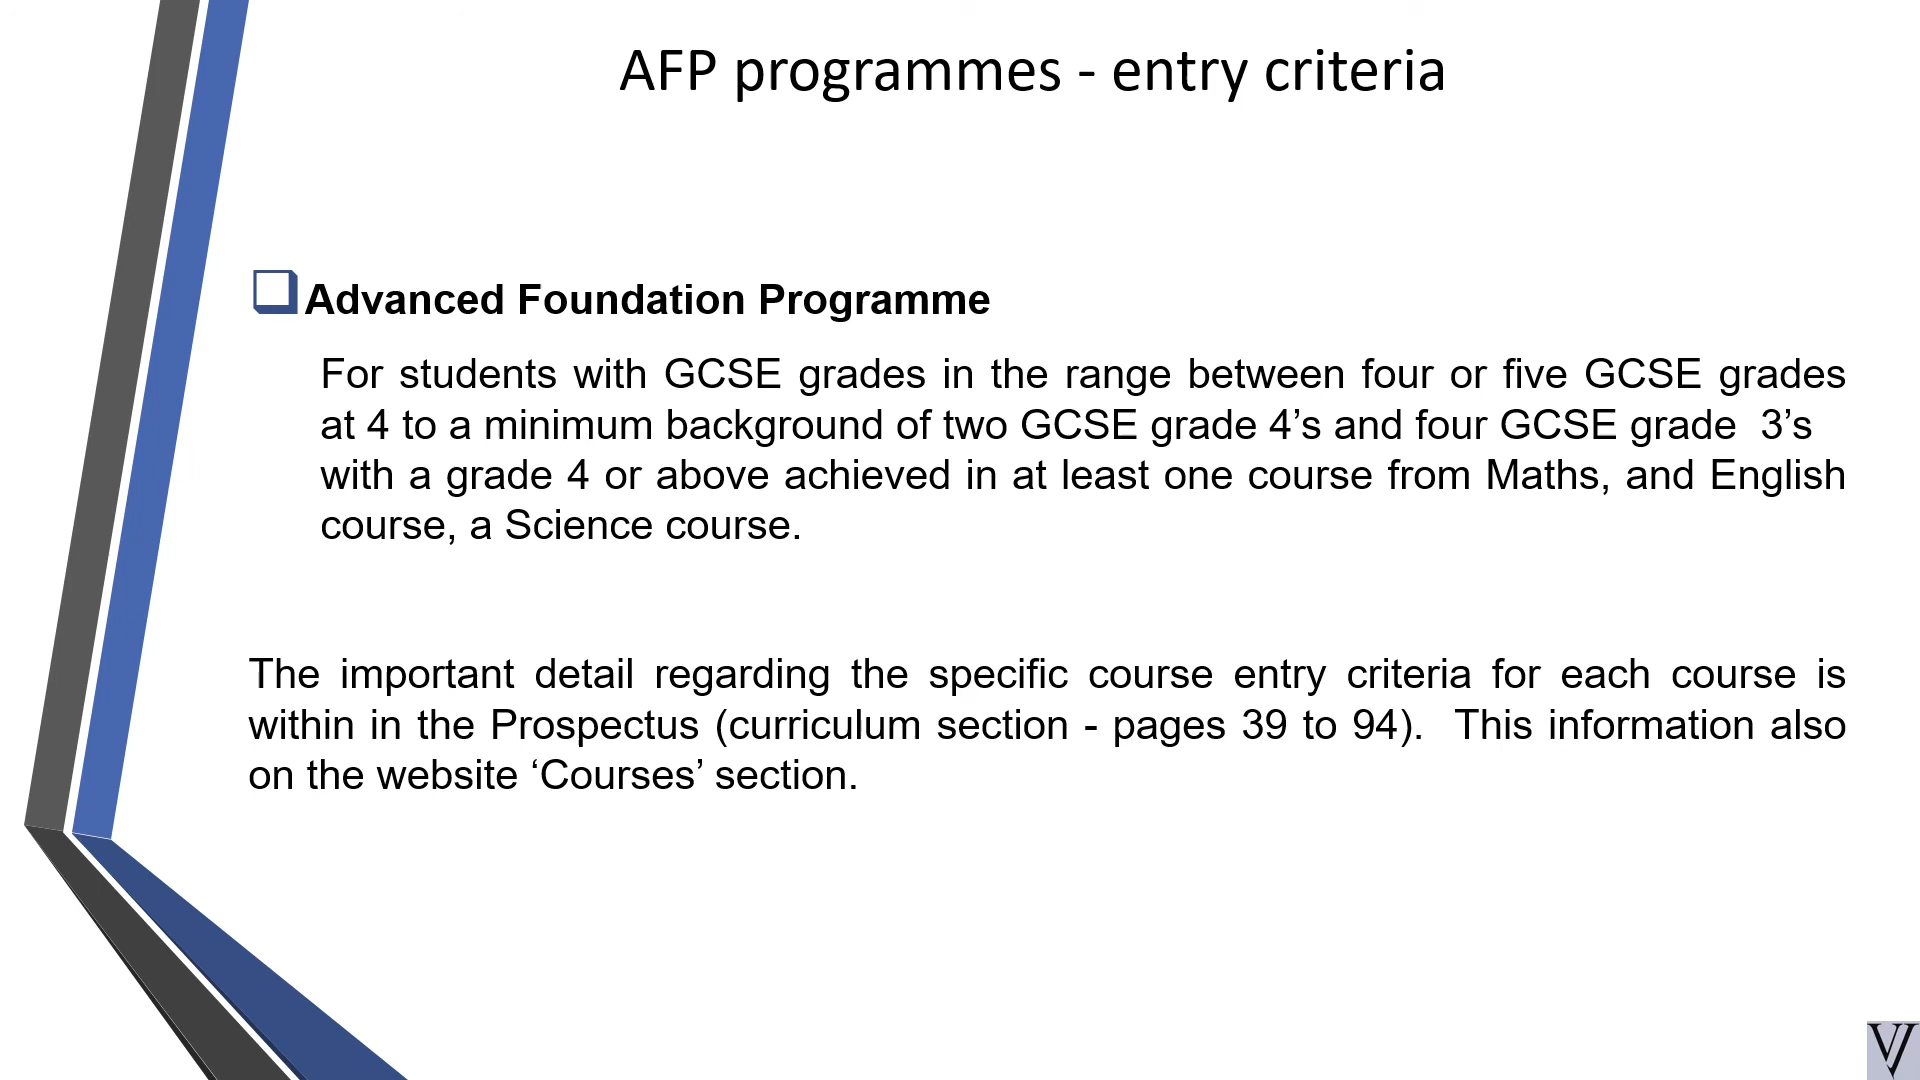 AFP programmes - entry criteria
Advanced Foundation Programme
For students with GCSE grades in the range between four or five GCSE grades
at 4 to a minimum background of two GCSE grade 4’s and four GCSE grade  3’s
with a grade 4 or above achieved in at least one course from Maths, and English
course, a Science course.
The important detail regarding the specific course entry criteria for each course is
within in the Prospectus (curriculum section - pages 39 to 94).  This information also
on the website ‘Courses’ section.